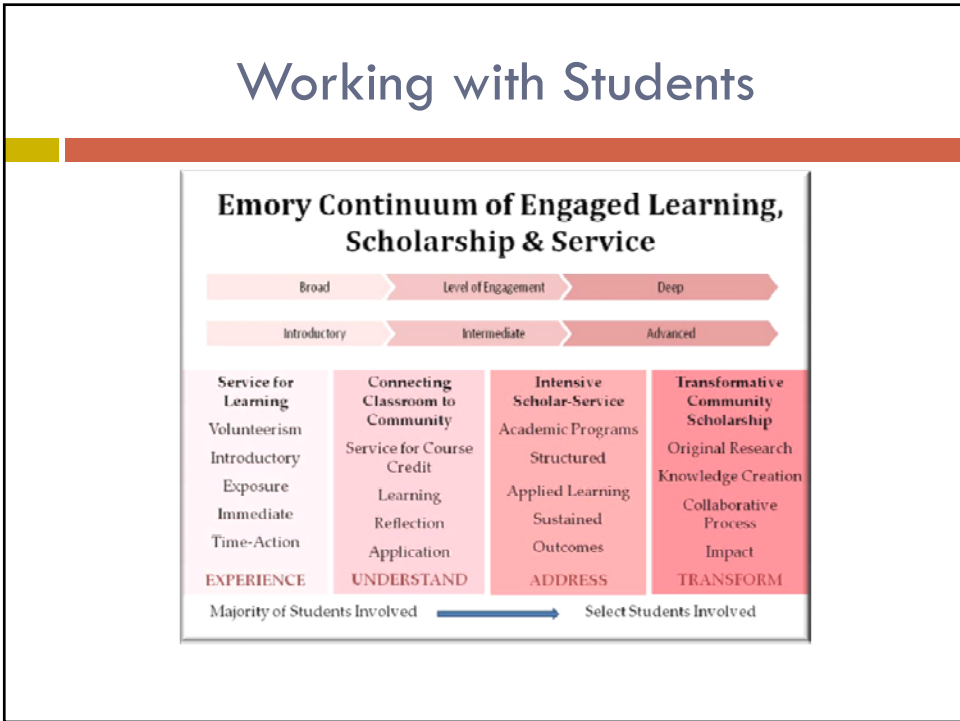 Working with Students
Emory Continuum of Engaged Learning,
Scholarship & Service
Broad
Level of Engagement
Deep
Introductory
Intermediate
Advanced
Service for
Learning
Volunteerism
Introductory
Exposure
Immediate
Time-Action
EXPERIENCE
Connecting
Classroom to
Community
Service for Course
Credit
Learning
Reflection
Application
UNDERSTAND
Intensive
Scholar-Service
Academic Programs
Structured
Applied Learning
Sustained
Outcomes
ADDRESS
Transformative
Community
Scholarship
Original Research
Knowledge Creation
Collaborative
Process
Impact
TRANSFORM
Majority of Students Involved
Select Students Involved